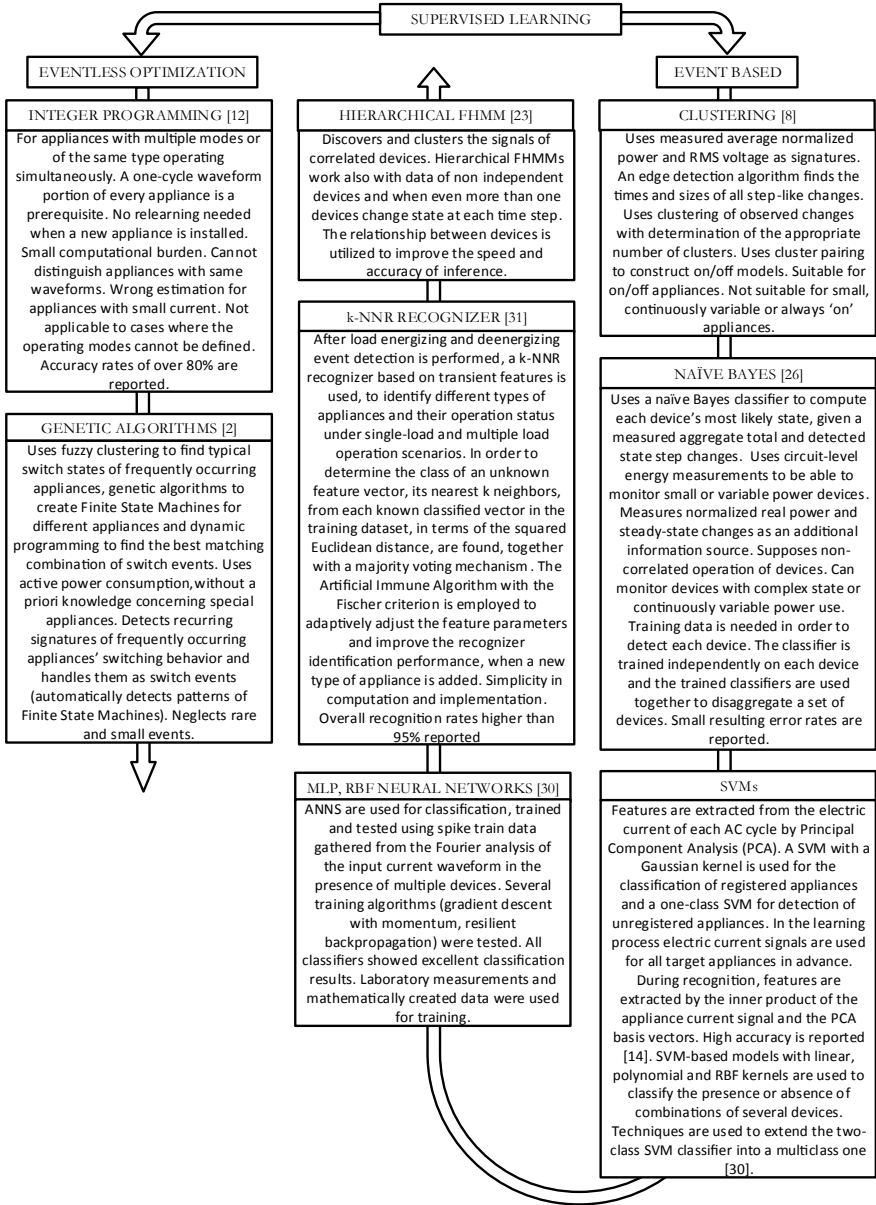 SUPERVISED LEARNING
EVENTLESS OPTIMIZATION
INTEGER PROGRAMMING [12]
For appliances with multiple modes or
of the same type operating
simultaneously. A one-cycle waveform
portion of every appliance is a
prerequisite. No relearning needed
when a new appliance is installed.
Small computational burden. Cannot
distinguish appliances with same
waveforms. Wrong estimation for
appliances with small current. Not
applicable to cases where the
operating modes cannot be defined.
Accuracy rates of over 80% are
reported.
GENETIC ALGORITHMS [2]
Uses fuzzy clustering to find typical
switch states of frequently occurring
appliances, genetic algorithms to
create Finite State Machines for
different appliances and dynamic
programming to find the best matching
combination of switch events. Uses
active power consumption,without a
priori knowledge concerning special
appliances. Detects recurring
signatures of frequently occurring
appliances’ switching behavior and
handles them as switch events
(automatically detects patterns of
Finite State Machines). Neglects rare
and small events.
EVENT BASED
CLUSTERING [8]
Uses measured average normalized
power and RMS voltage as signatures.
An edge detection algorithm finds the
times and sizes of all step-like changes.
Uses clustering of observed changes
with determination of the appropriate
number of clusters. Uses cluster pairing
to construct on/off models. Suitable for
on/off appliances. Not suitable for small,
continuously variable or always ‘on’
appliances.
NAÏVE BAYES [26]
Uses a naïve Bayes classifier to compute
each device’s most likely state, given a
measured aggregate total and detected
state step changes. Uses circuit-level
energy measurements to be able to
monitor small or variable power devices.
Measures normalized real power and
steady-state changes as an additional
information source. Supposes non-
correlated operation of devices. Can
monitor devices with complex state or
continuously variable power use.
Training data is needed in order to
detect each device. The classifier is
trained independently on each device
and the trained classifiers are used
together to disaggregate a set of
devices. Small resulting error rates are
reported.
SVMs
Features are extracted from the electric
current of each AC cycle by Principal
Component Analysis (PCA). A SVM with a
Gaussian kernel is used for the
classification of registered appliances
and a one-class SVM for detection of
unregistered appliances. In the learning
process electric current signals are used
for all target appliances in advance.
During recognition, features are
extracted by the inner product of the
appliance current signal and the PCA
basis vectors. High accuracy is reported
[14]. SVM-based models with linear,
polynomial and RBF kernels are used to
classify the presence or absence of
combinations of several devices.
Techniques are used to extend the two-
class SVM classifier into a multiclass one
[30].
MLP, RBF NEURAL NETWORKS [30]
ANNS are used for classification, trained
and tested using spike train data
gathered from the Fourier analysis of
the input current waveform in the
presence of multiple devices. Several
training algorithms (gradient descent
with momentum, resilient
backpropagation) were tested. All
classifiers showed excellent classification
results. Laboratory measurements and
mathematically created data were used
for training.
k-NNR RECOGNIZER [31]
After load energizing and deenergizing
event detection is performed, a k-NNR
recognizer based on transient features is
used, to identify different types of
appliances and their operation status
under single-load and multiple load
operation scenarios. In order to
determine the class of an unknown
feature vector, its nearest k neighbors,
from each known classified vector in the
training dataset, in terms of the squared
Euclidean distance, are found, together
with a majority voting mechanism . The
Artificial Immune Algorithm with the
Fischer criterion is employed to
adaptively adjust the feature parameters
and improve the recognizer
identification performance, when a new
type of appliance is added. Simplicity in
computation and implementation.
Overall recognition rates higher than
95% reported
HIERARCHICAL FHMM [23]
Discovers and clusters the signals of
correlated devices. Hierarchical FHMMs
work also with data of non independent
devices and when even more than one
devices change state at each time step.
The relationship between devices is
utilized to improve the speed and
accuracy of inference.